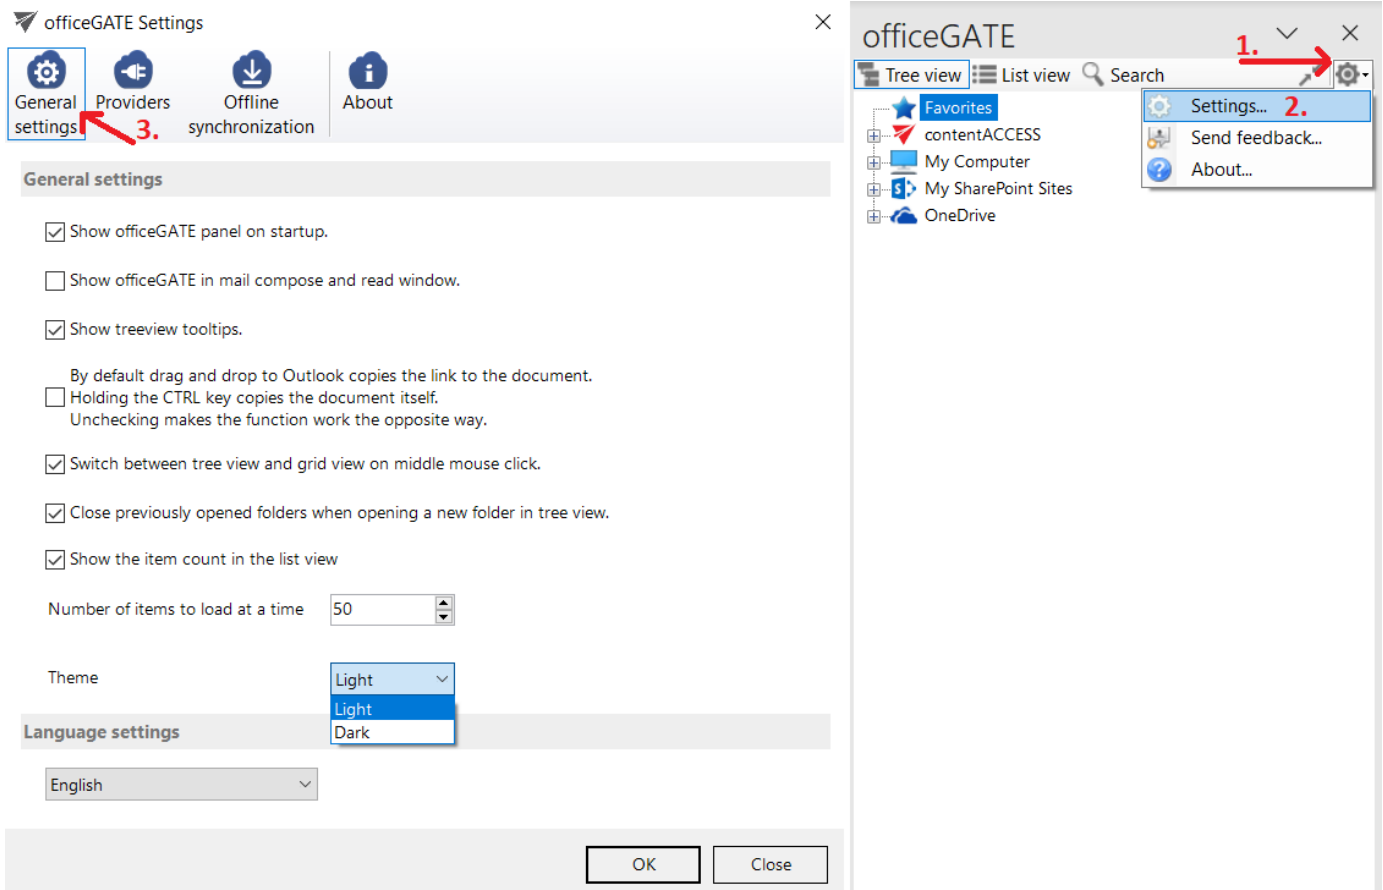 officeGATE Settings
General
settings
Providers
Offline
synchronization
About
3.
General settings
Show officeGATE panel on startup.
Show officeGATE in mail compose and read window.
Show treeview tooltips.
By default drag and drop to Outlook copies the link to the document.
Holding the CTRL key copies the document itself.
Unchecking makes the function work the opposite way.
Switch between tree view and grid view on middle mouse click.
Close previously opened folders when opening a new folder in tree view.
Show the item count in the list view
Number of items to load at a time 50
Theme Light
Light
Dark
Language settings
English
OK Close
officeGATE
1.
Tree view List view Search
Settings... 2.
Send feedback...
About...
Favorites
contentACCESS
My Computer
My SharePoint Sites
OneDrive